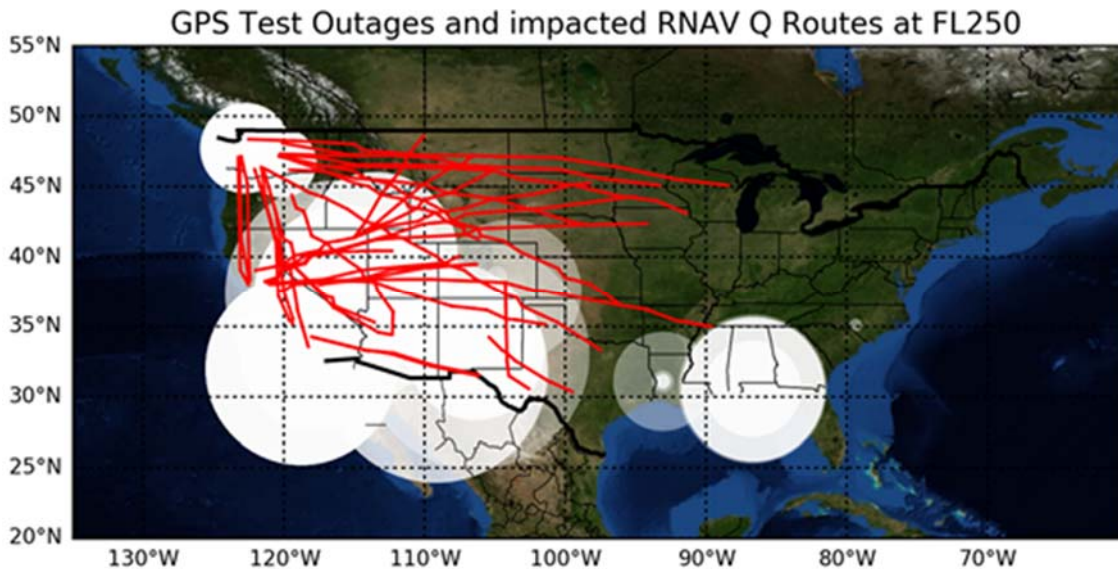 GPS Test Outages and impacted RNAV Q Routes at FL250
55°N
50°N
45°N
40°N
35°N
30°N
25°N
20°N
130°W 120°W 110°W 100°W 90°W 80°W 70°W